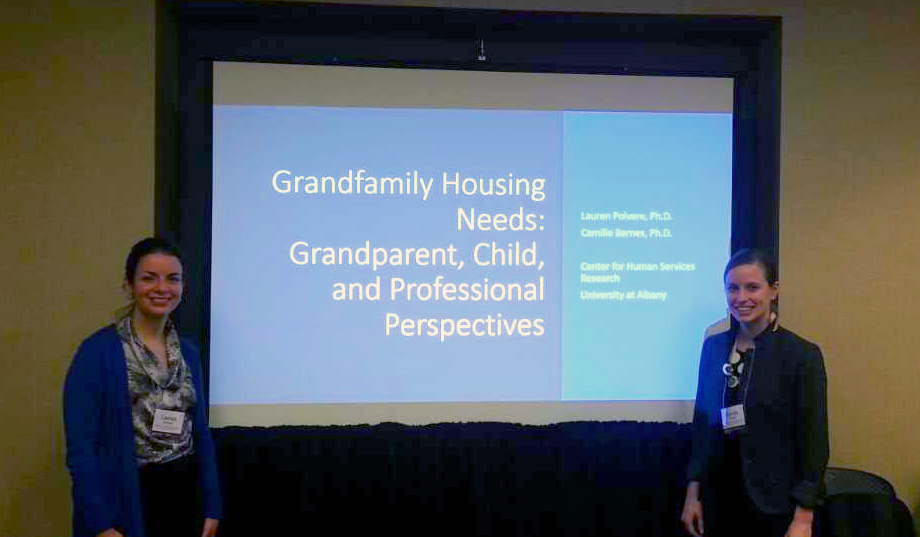 Grandfamily Housing
Needs:
Grandparent, Child,
and Professional
Perspectives
Lauren Polvere, Ph.D.
Camille Barnes, Ph.D.
Center for Human Services
Research
University at Albany
Lauren